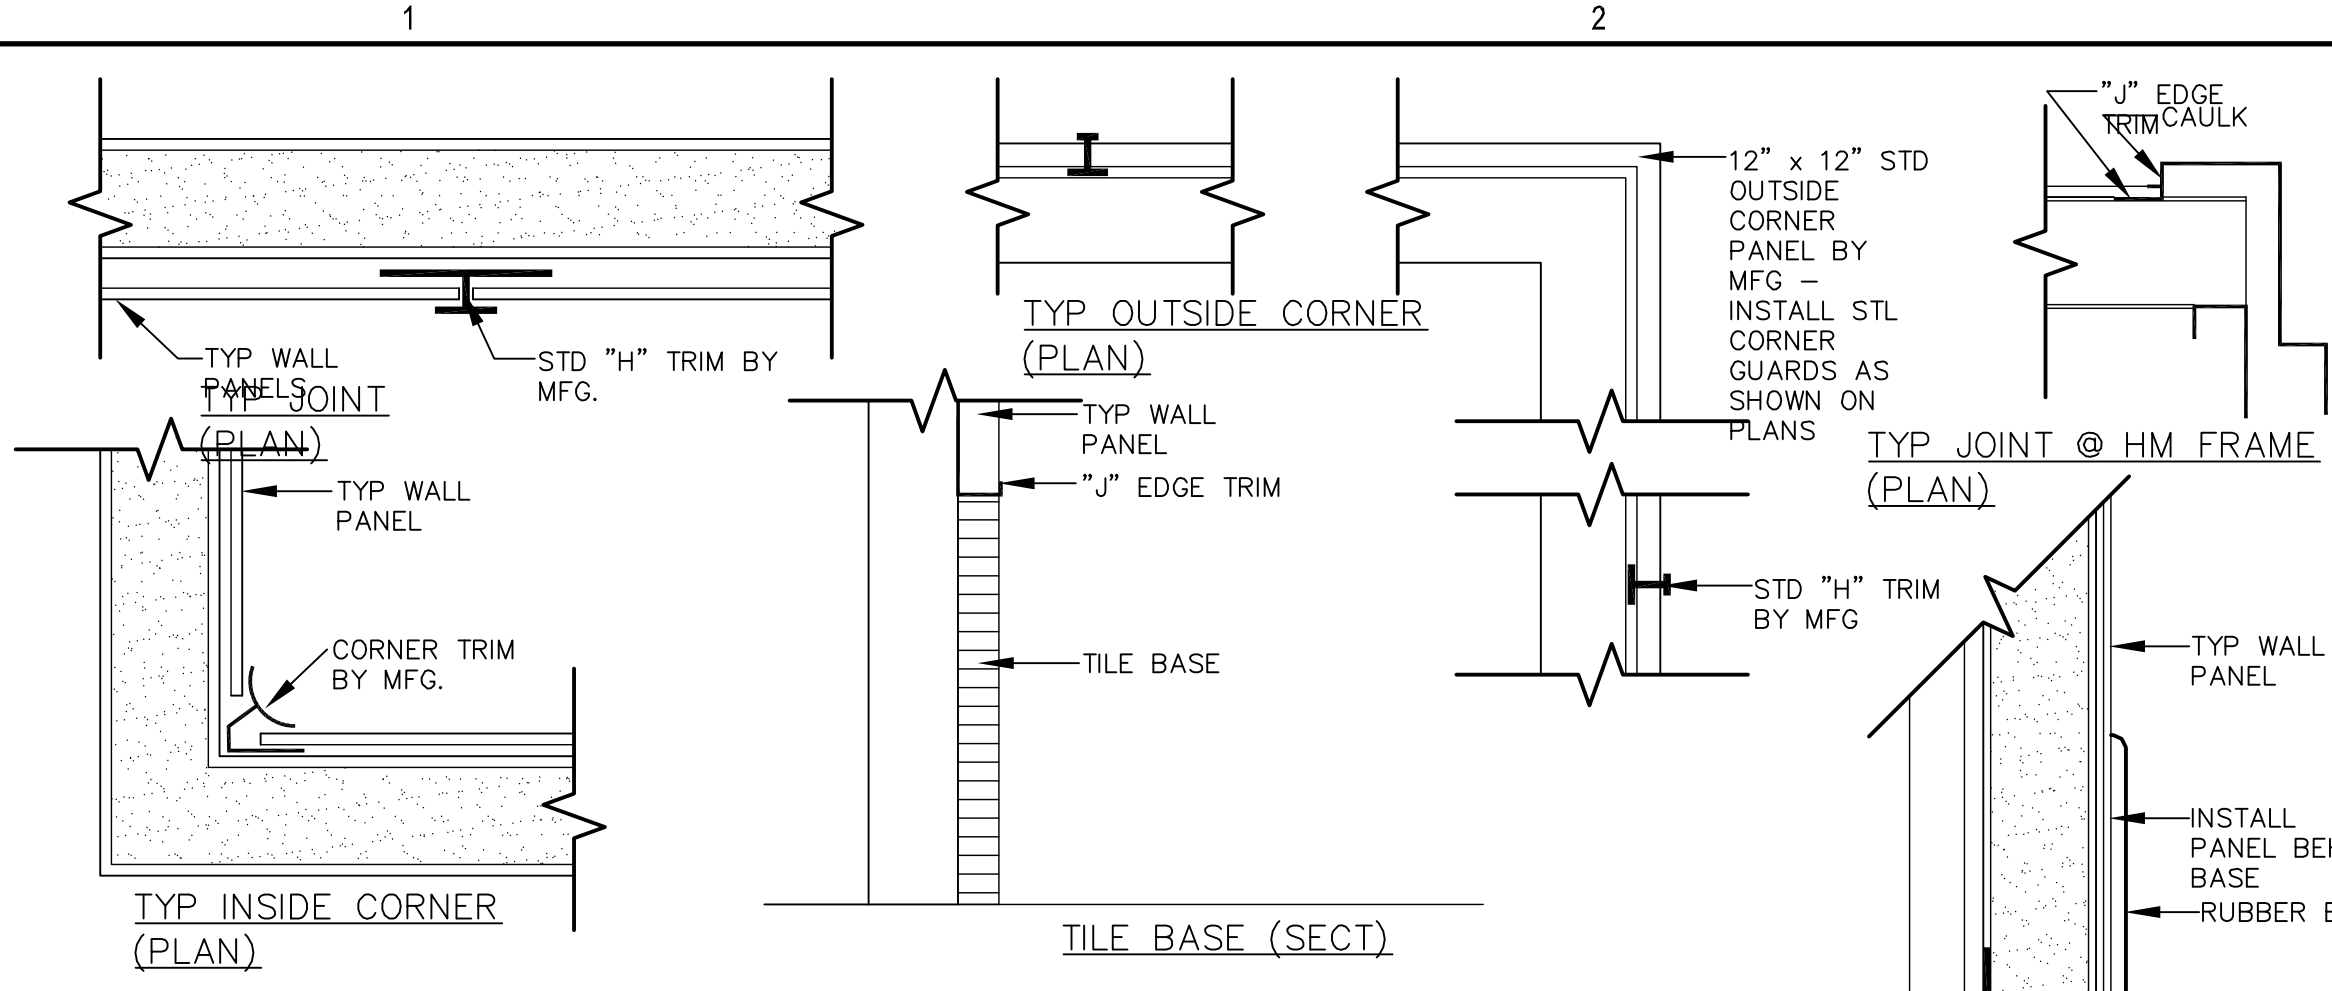 1
2
TYP WALL
PANELS
STD "H" TRIM BY
MFG.
TYP JOINT
(PLAN)
TYP OUTSIDE CORNER
(PLAN)
12" x 12" STD
OUTSIDE
CORNER
PANEL BY
MFG –
INSTALL STL
CORNER
GUARDS AS
SHOWN ON
PLANS
"J" EDGE
TRIM
CAULK
TYP JOINT @ HM FRAME
(PLAN)
TYP WALL
PANEL
CORNER TRIM
BY MFG.
TYP INSIDE CORNER
(PLAN)
TYP WALL
PANEL
"J" EDGE TRIM
TILE BASE
TILE BASE (SECT)
STD "H" TRIM
BY MFG
TYP WALL
PANEL
INSTALL
PANEL
BASE
RUBBER